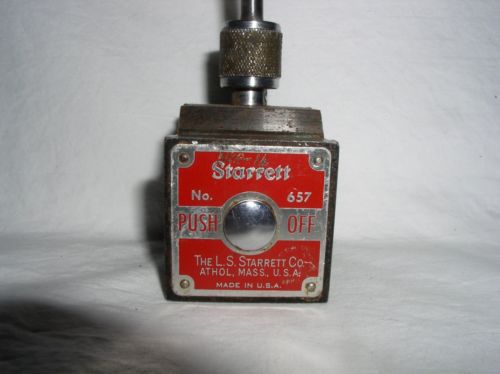 Starrett
No. 657
PUSH OFF
THE L. S. STARRETT CO.
ATHOL, MASS., U.S.A.
MADE IN U.S.A.